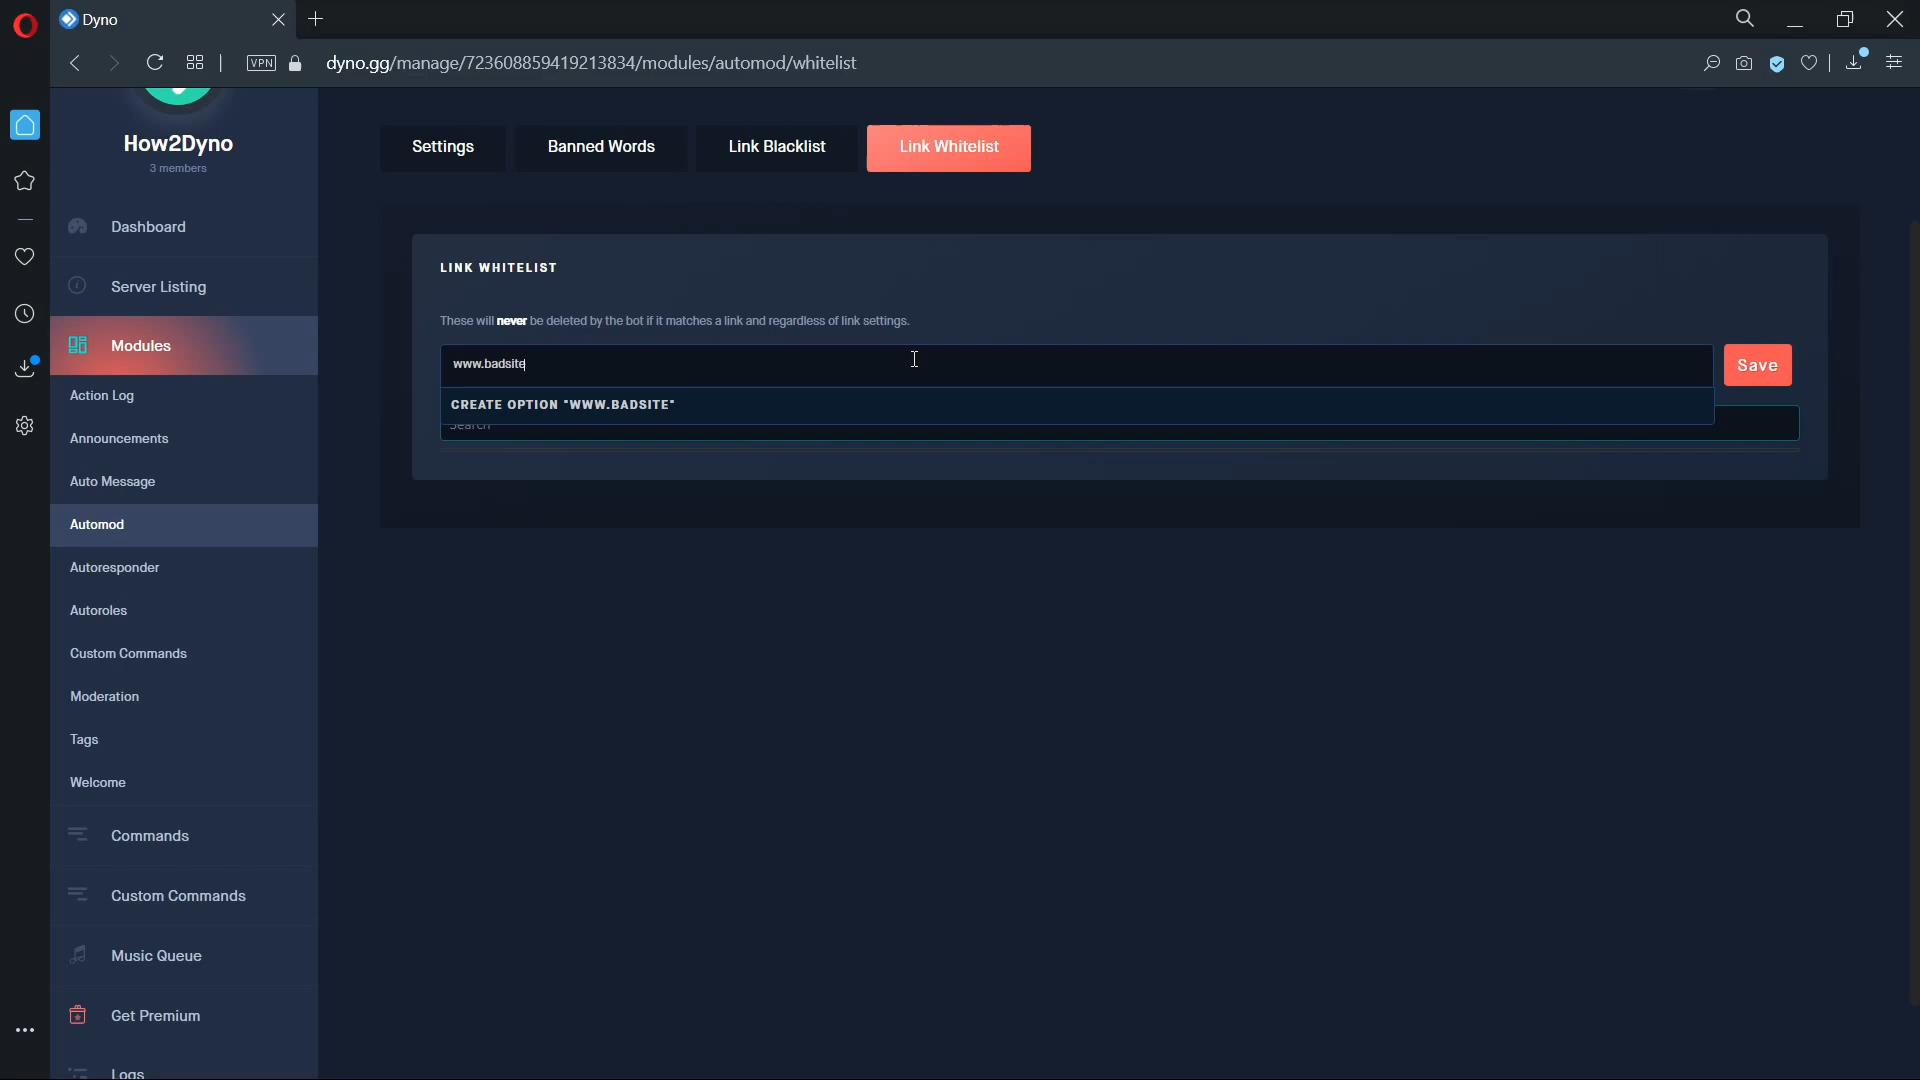 Dyno
VPN
dyno.gg/manage/723608859419213834/modules/automod/whitelist
How2Dyno
3 members
Dashboard
Server Listing
Modules
Action Log
Announcements
Auto Message
Automod
Autoresponder
Autoroles
Custom Commands
Moderation
Tags
Welcome
Commands
Custom Commands
Music Queue
Get Premium
Logs
Settings
Banned Words
Link Blacklist
Link Whitelist
LINK WHITELIST
These will never be deleted by the bot if it matches a link and regardless of link settings.
www.badsite
Save
CREATE OPTION "WWW.BADSITE"
Search